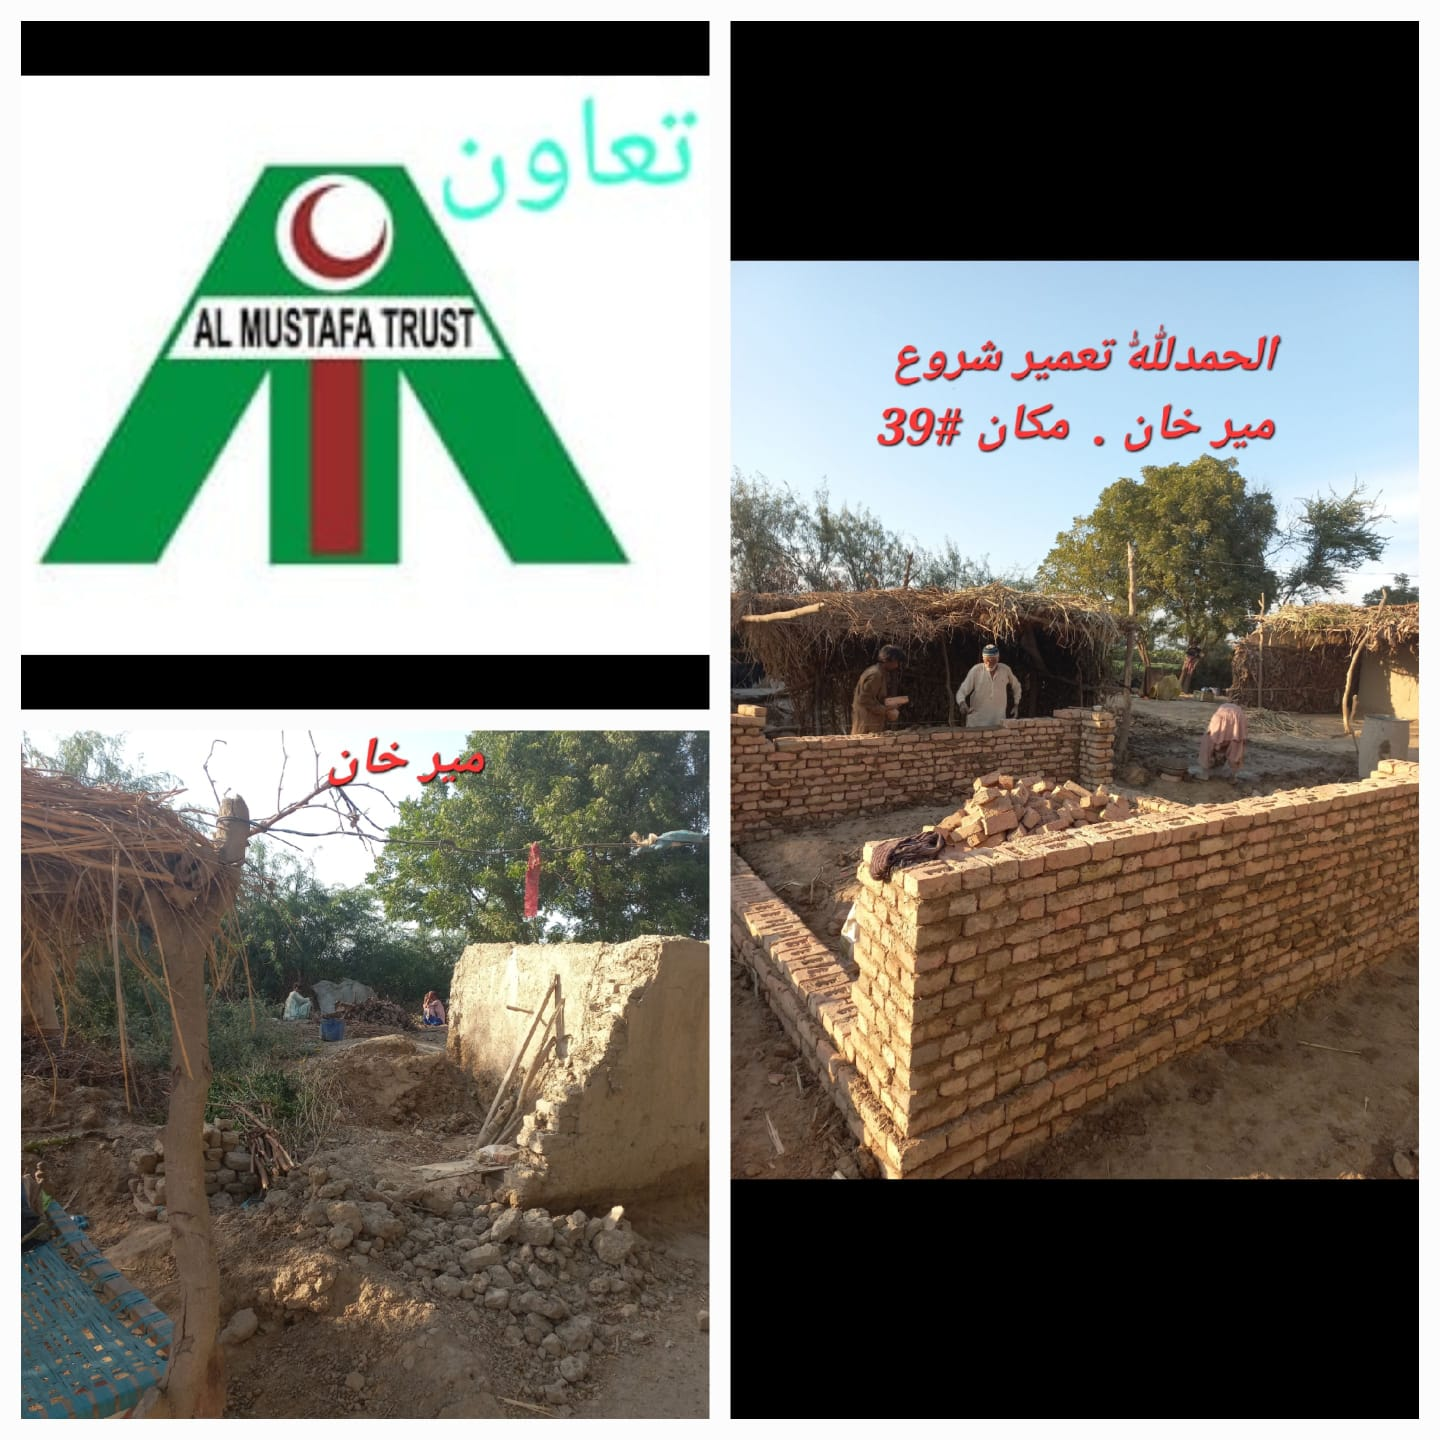 تعاون
AL MUSTAFA TRUST
میر خان
الحمدللہ تعمیر شروع
میر خان . مکان #39